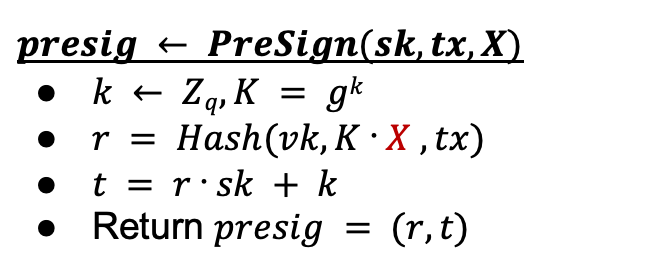 presig ← PreSign(sk, tx, X)
● k ← Z_q, K = g^k
● r = Hash(vk, K · X , tx)
● t = r · sk + k
● Return presig = (r, t)